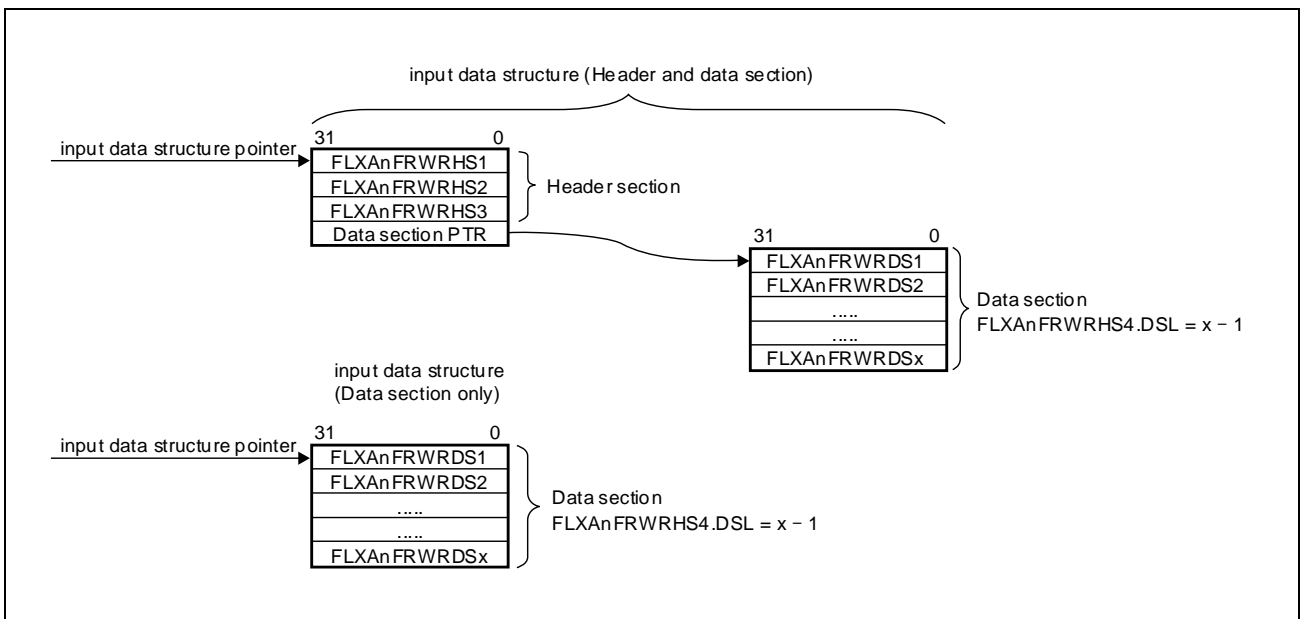 input data structure (Header and data section)
input data structure pointer
31 0
FLXAnFRWRHS1
FLXAnFRWRHS2
FLXAnFRWRHS3
Data section PTR
Header section
31 0
FLXAnFRWRDS1
FLXAnFRWRDS2
.....
.....
FLXAnFRWRDSx
Data section
FLXAnFRWRHS4.DSL = x − 1
input data structure
(Data section only)
input data structure pointer
31 0
FLXAnFRWRDS1
FLXAnFRWRDS2
.....
.....
FLXAnFRWRDSx
Data section
FLXAnFRWRHS4.DSL = x − 1